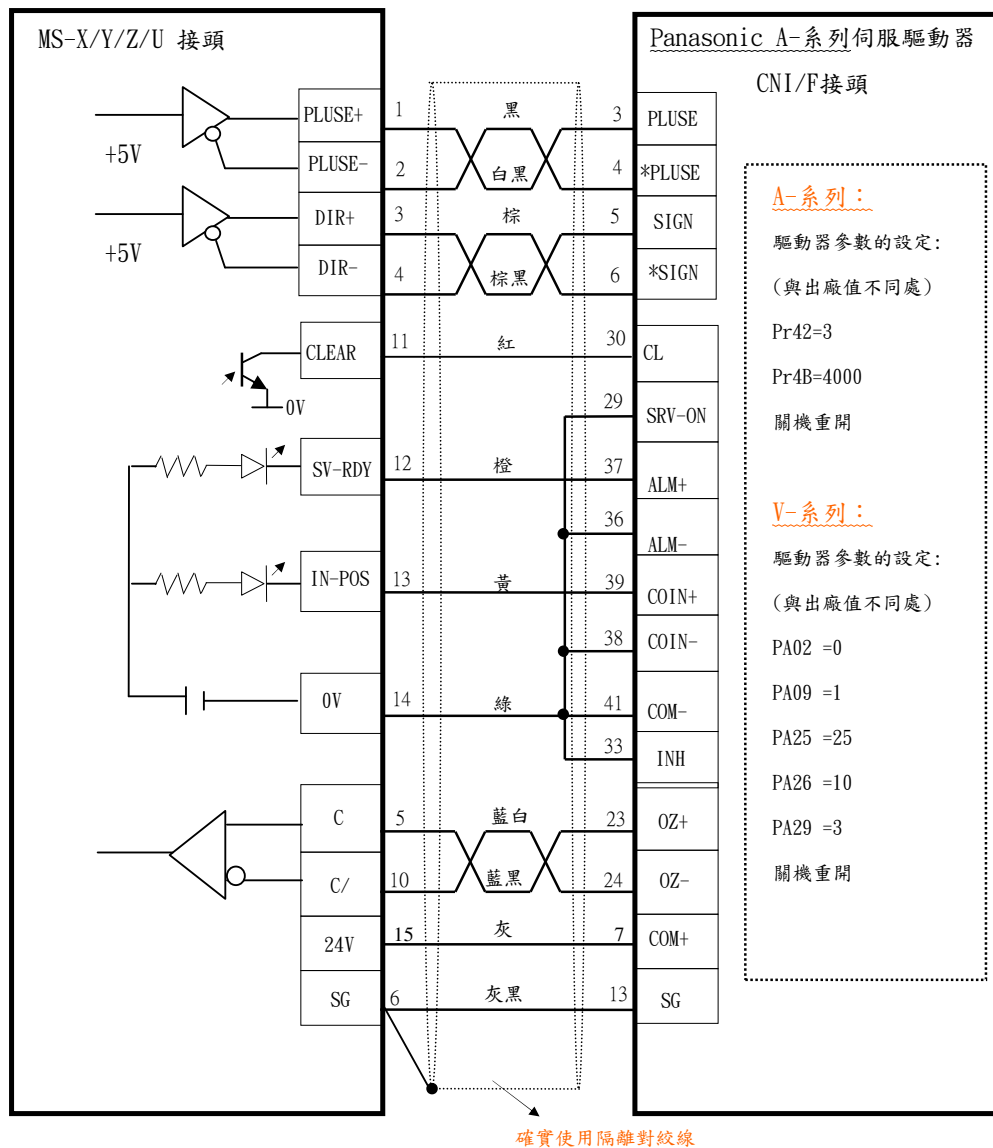 MS-X/Y/Z/U 接頭
Panasonic A-系列伺服驅動器
CNI/F接頭
PLUSE+ 1 黑 3 PLUSE
+5V PLUSE- 2 白黑 4 *PLUSE
DIR+ 3 棕 5 SIGN
+5V DIR- 4 棕黑 6 *SIGN
CLEAR 11 紅 30 CL
0V
29 SRV-ON
SV-RDY 12 橙 37 ALM+
36 ALM-
IN-POS 13 黃 39 COIN+
38 COIN-
0V 14 綠 41 COM-
33 INH
C 5 藍白 23 OZ+
C/ 10 藍黑 24 OZ-
24V 15 灰 7 COM+
SG 6 灰黑 13 SG
A-系列：
驅動器參數的設定:
(與出廠值不同處)
Pr42=3
Pr4B=4000
關機重開
V-系列：
驅動器參數的設定:
(與出廠值不同處)
PA02 =0
PA09 =1
PA25 =25
PA26 =10
PA29 =3
關機重開
確實使用隔離對絞線